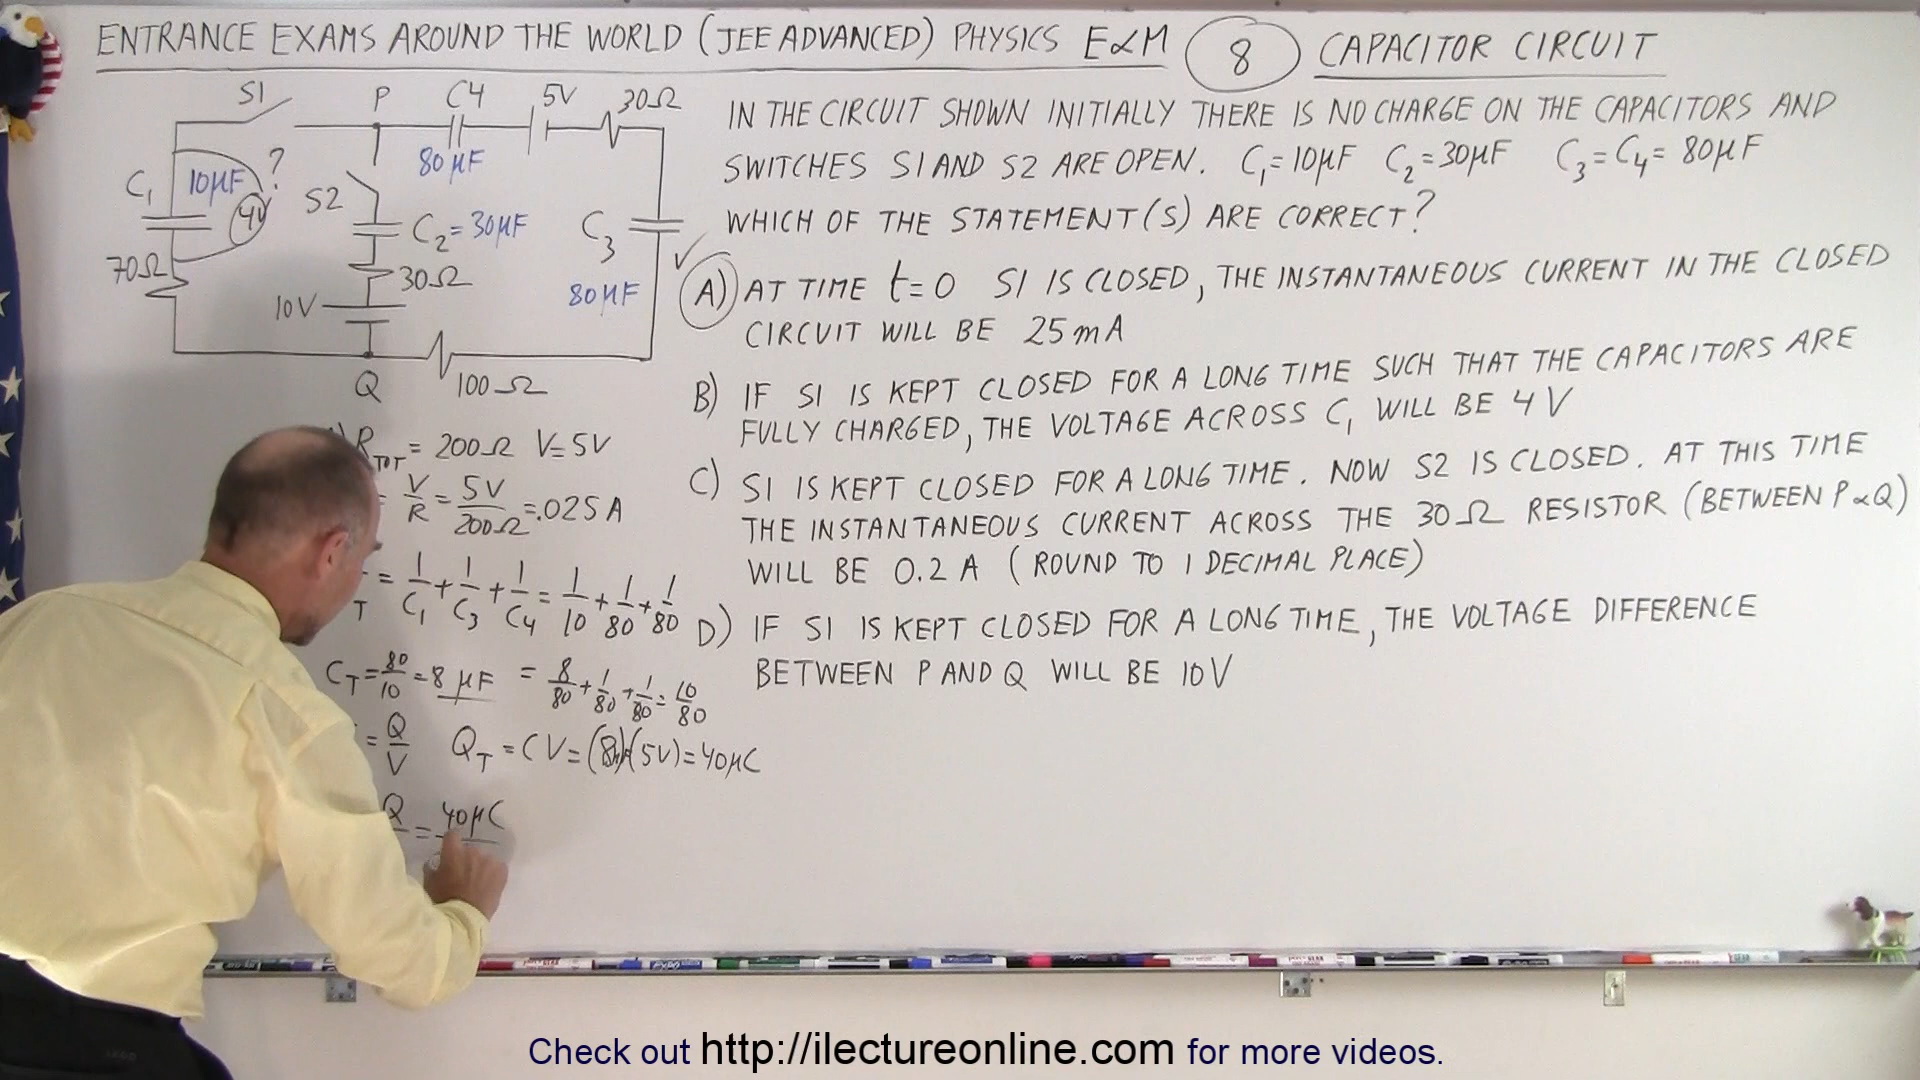 ENTRANCE EXAMS AROUND THE WORLD (JEE ADVANCED) PHYSICS E∝M 8 CAPACITOR CIRCUIT
S1 P C4 5V 30Ω
80μF
C1 10μF ?
4V
S2
C2 = 30μF
C3
70Ω
30Ω
80μF
10V
Q
100Ω
IN THE CIRCUIT SHOWN INITIALLY THERE IS NO CHARGE ON THE CAPACITORS AND
SWITCHES S1 AND S2 ARE OPEN. C1=10μF C2=30μF C3=C4=80μF
WHICH OF THE STATEMENT(S) ARE CORRECT?
A) AT TIME t=0 S1 IS CLOSED, THE INSTANTANEOUS CURRENT IN THE CLOSED
CIRCUIT WILL BE 25mA
B) IF S1 IS KEPT CLOSED FOR A LONG TIME SUCH THAT THE CAPACITORS ARE
FULLY CHARGED, THE VOLTAGE ACROSS C1 WILL BE 4V
C) S1 IS KEPT CLOSED FOR A LONG TIME. NOW S2 IS CLOSED. AT THIS TIME
THE INSTANTANEOUS CURRENT ACROSS THE 30Ω RESISTOR (BETWEEN P∝Q)
WILL BE 0.2A (ROUND TO 1 DECIMAL PLACE)
D) IF S1 IS KEPT CLOSED FOR A LONG TIME, THE VOLTAGE DIFFERENCE
BETWEEN P AND Q WILL BE 10V
RTOT = 200Ω V=5V
V/R = 5V/200Ω = .025A
T = 1/C1 + 1/C3 + 1/C4 = 1/10 + 1/80 + 1/80
CT = 80/10 = 8μF = 8/80 + 1/80 + 1/80 = 10/80
= Q/V QT = CV = (8μ)(5V) = 40μC
Q = 40μC
Check out http://ilectureonline.com for more videos.